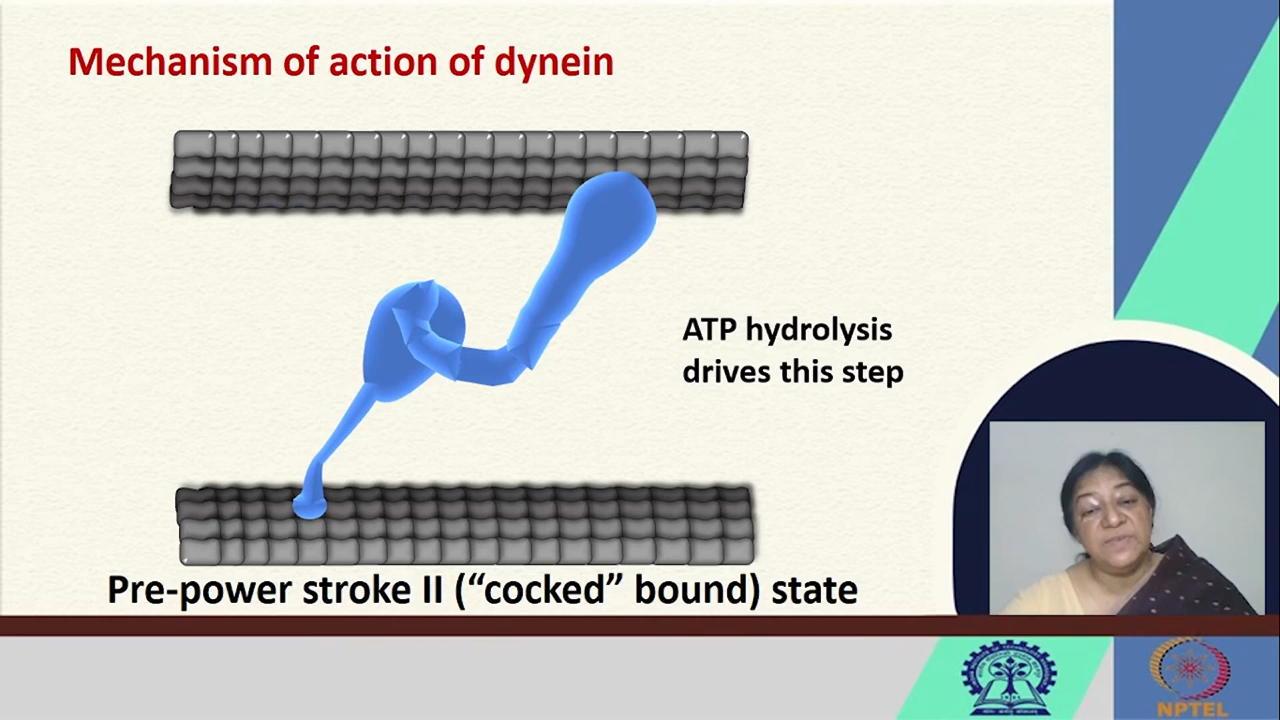 Mechanism of action of dynein
ATP hydrolysis
drives this step
Pre-power stroke II (“cocked” bound) state
NPTEL